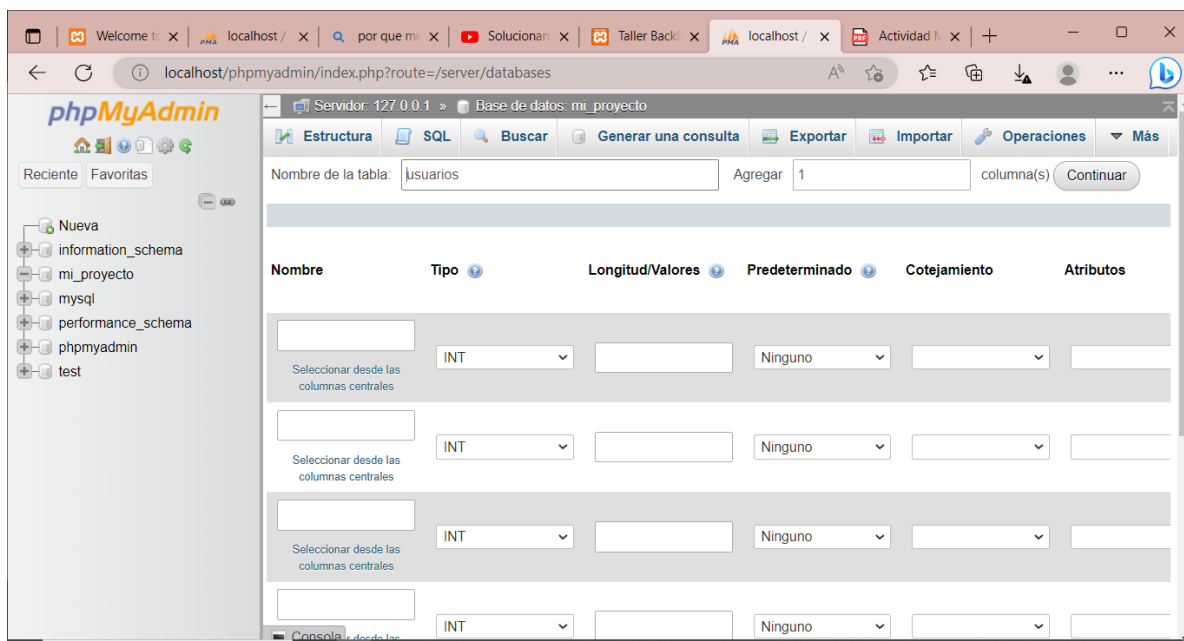 Welcome to localhost / por que me Solucionan Taller Back localhost / Actividad N
localhost/phpmyadmin/index.php?route=/server/databases
phpMyAdmin
Reciente Favoritas
Nueva
information_schema
mi_proyecto
mysql
performance_schema
phpmyadmin
test
Servidor: 127.0.0.1 » Base de datos: mi_proyecto
Estructura SQL Buscar Generar una consulta Exportar Importar Operaciones Más
Nombre de la tabla: usuarios Agregar 1 columna(s) Continuar
Nombre Tipo Longitud/Valores Predeterminado Cotejamiento Atributos
INT Ninguno
Seleccionar desde las
columnas centrales
INT Ninguno
Seleccionar desde las
columnas centrales
INT Ninguno
Seleccionar desde las
columnas centrales
INT Ninguno
Consola desde las